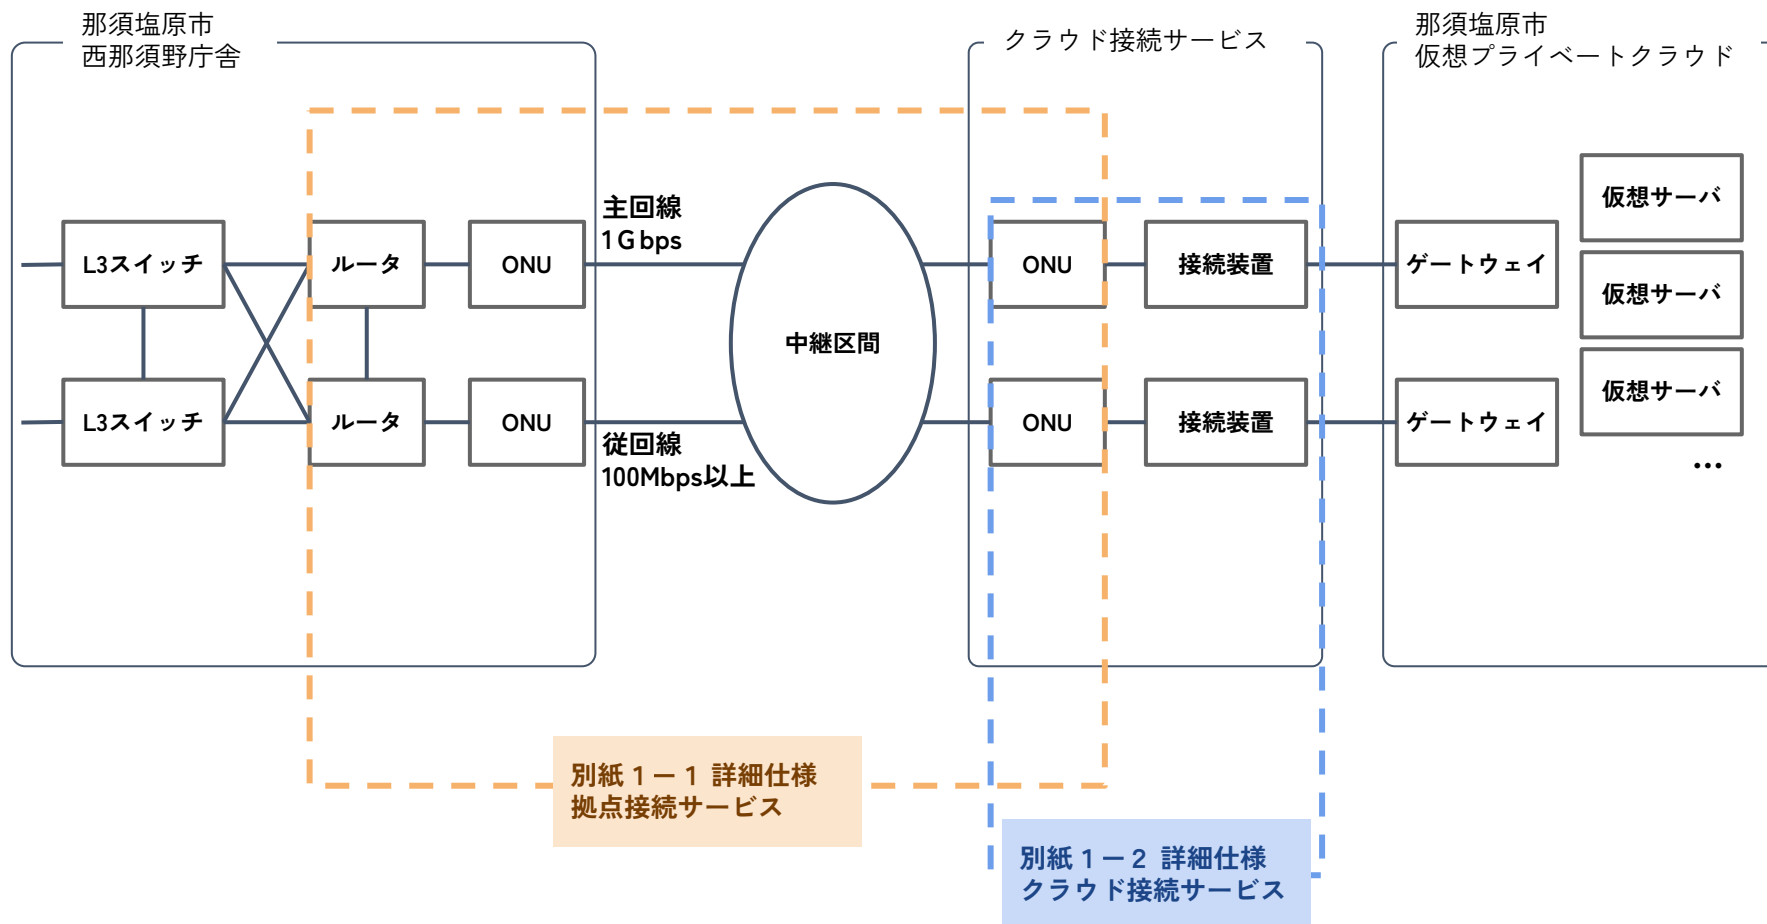 那須塩原市
西那須野庁舎
クラウド接続サービス
那須塩原市
仮想プライベートクラウド
主回線
1Gbps
L3スイッチ
ルータ
ONU
ONU
接続装置
ゲートウェイ
仮想サーバ
仮想サーバ
仮想サーバ
…
中継区間
L3スイッチ
ルータ
ONU
従回線
100Mbps以上
ONU
接続装置
ゲートウェイ
別紙１ー１ 詳細仕様
拠点接続サービス
別紙１ー２ 詳細仕様
クラウド接続サービス